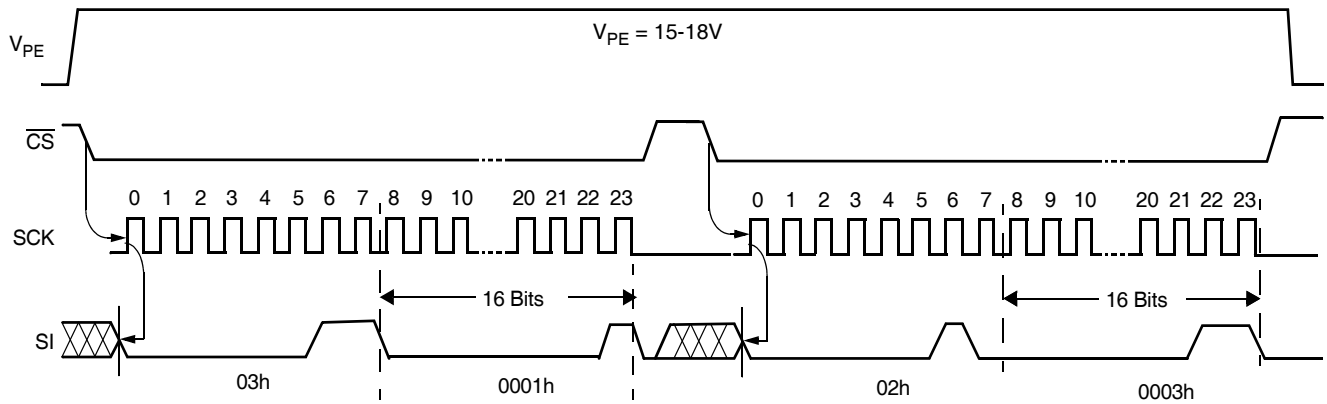 V_PE
V_PE = 15-18V
CS
0 1 2 3 4 5 6 7 8 9 10 20 21 22 23 0 1 2 3 4 5 6 7 8 9 10 20 21 22 23
SCK
16 Bits 16 Bits
SI
03h 0001h 02h 0003h